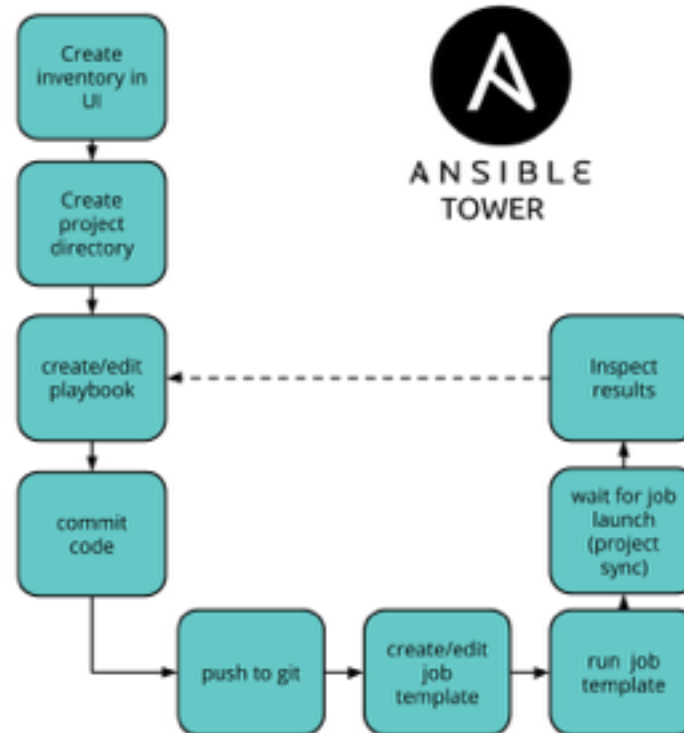 Create
inventory in
UI
ANSIBLE
TOWER
Create
project
directory
create/edit
playbook
Inspect
results
commit
code
wait for job
launch
(project
sync)
push to git
create/edit
job
template
run job
template